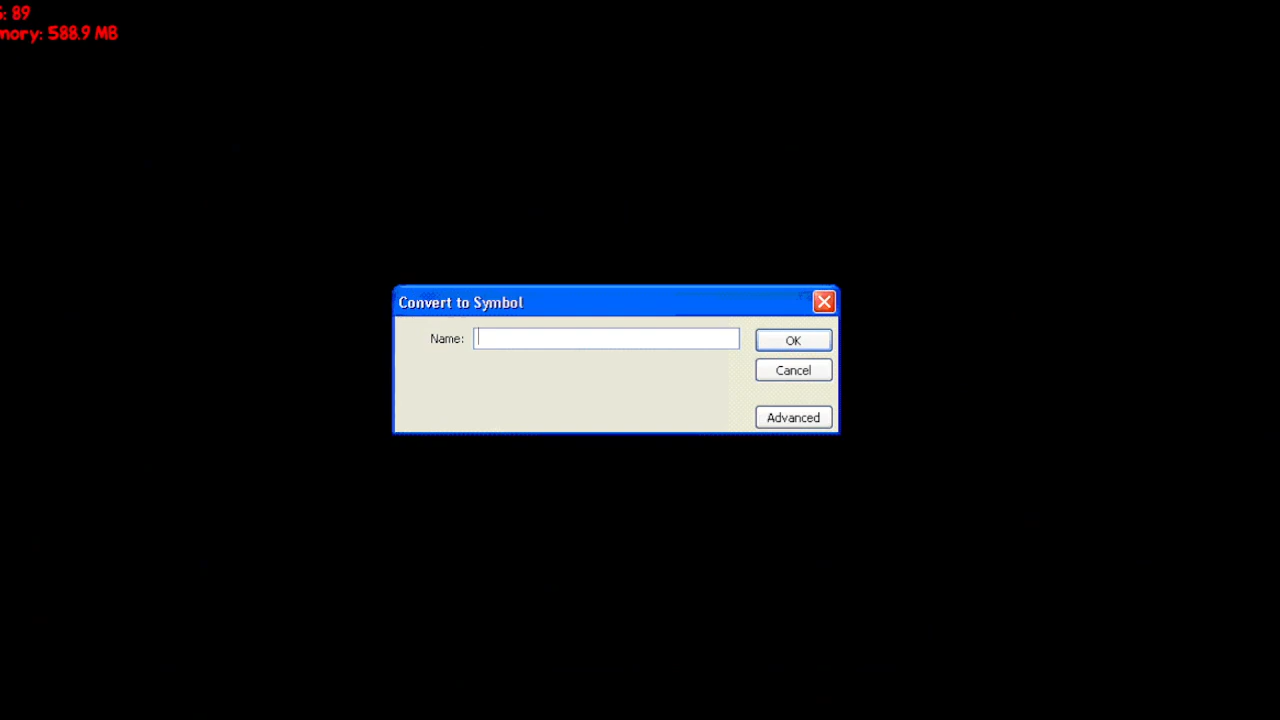 : 89
mory: 588.9 MB
Convert to Symbol
Name:
OK
Cancel
Advanced